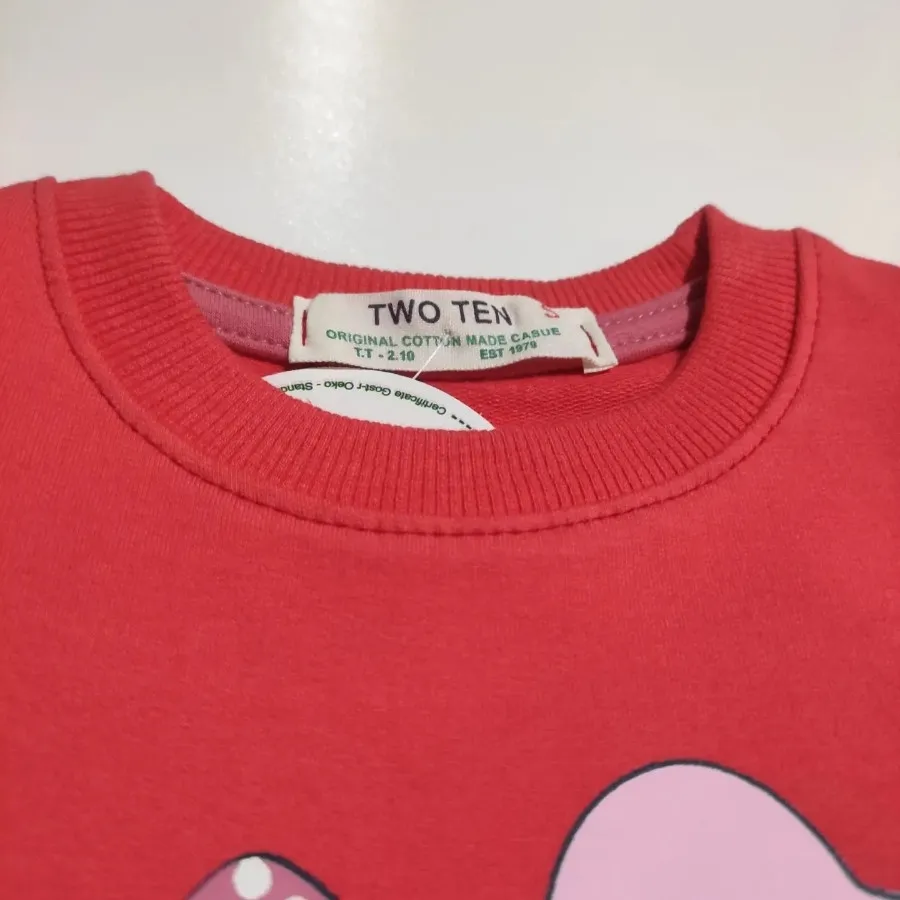 TWO TEN
ORIGINAL COTTON MADE CASUE
T.T - 2.10 EST 1979
Certificate Gost-r Oeko - Stand